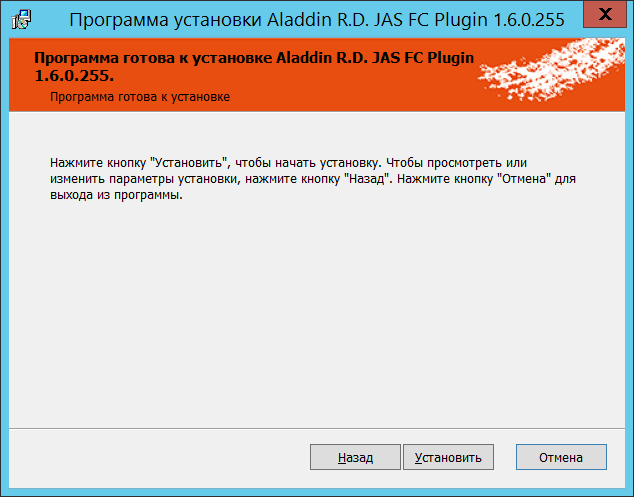 Программа установки Aladdin R.D. JAS FC Plugin 1.6.0.255
Программа готова к установке Aladdin R.D. JAS FC Plugin
1.6.0.255.
Программа готова к установке
Нажмите кнопку "Установить", чтобы начать установку. Чтобы просмотреть или
изменить параметры установки, нажмите кнопку "Назад". Нажмите кнопку "Отмена" для
выхода из программы.
Назад Установить Отмена